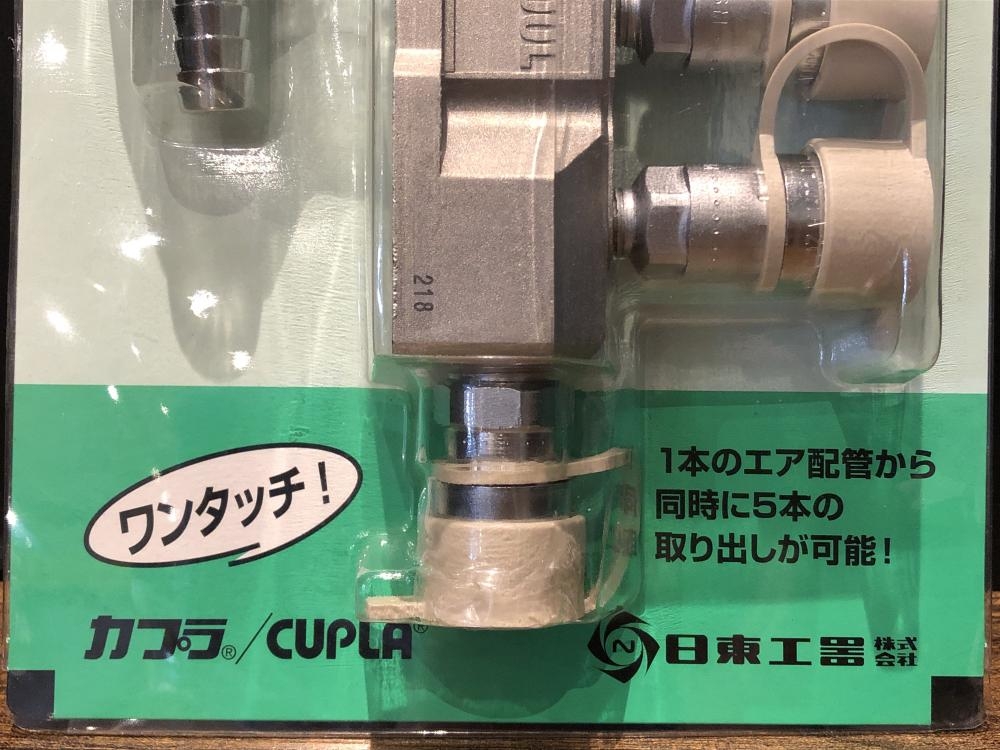 218
ワンタッチ!
1本のエア配管から
同時に5本の
取り出しが可能!
カプラ®/CUPLA®
日東工器 株式会社